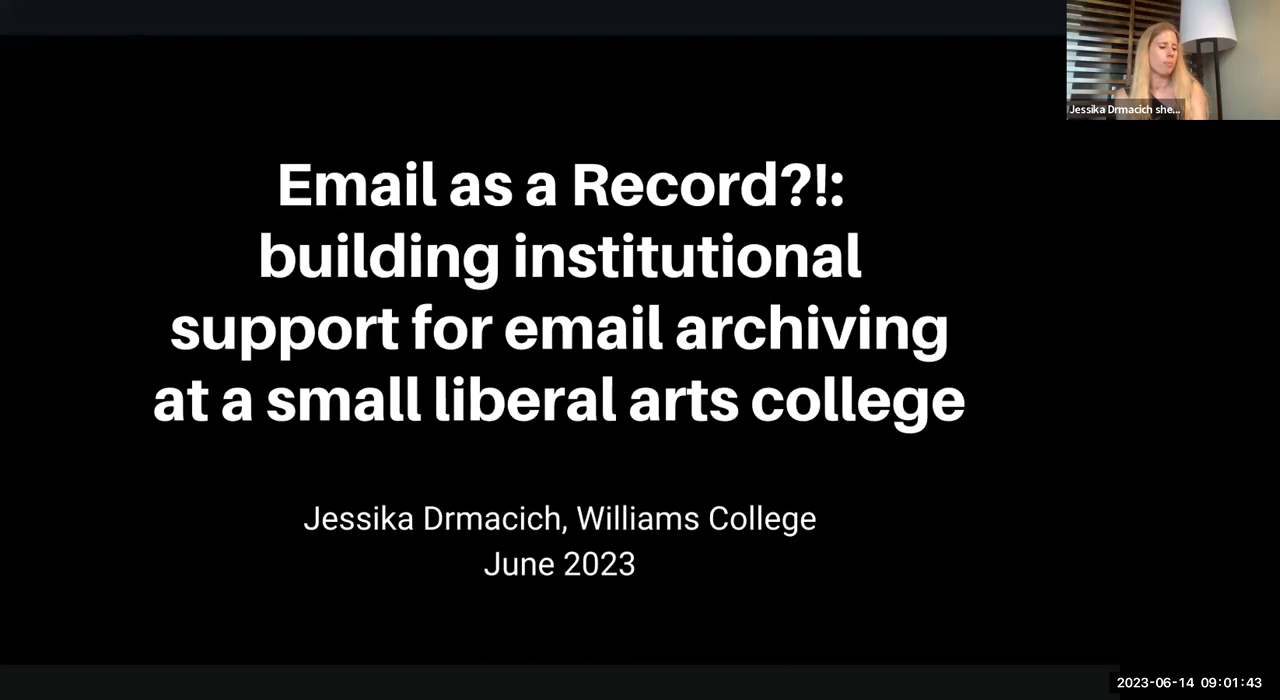 Jessika Drmacich she...
Email as a Record?!:
building institutional
support for email archiving
at a small liberal arts college
Jessika Drmacich, Williams College
June 2023
2023-06-14 09:01:43